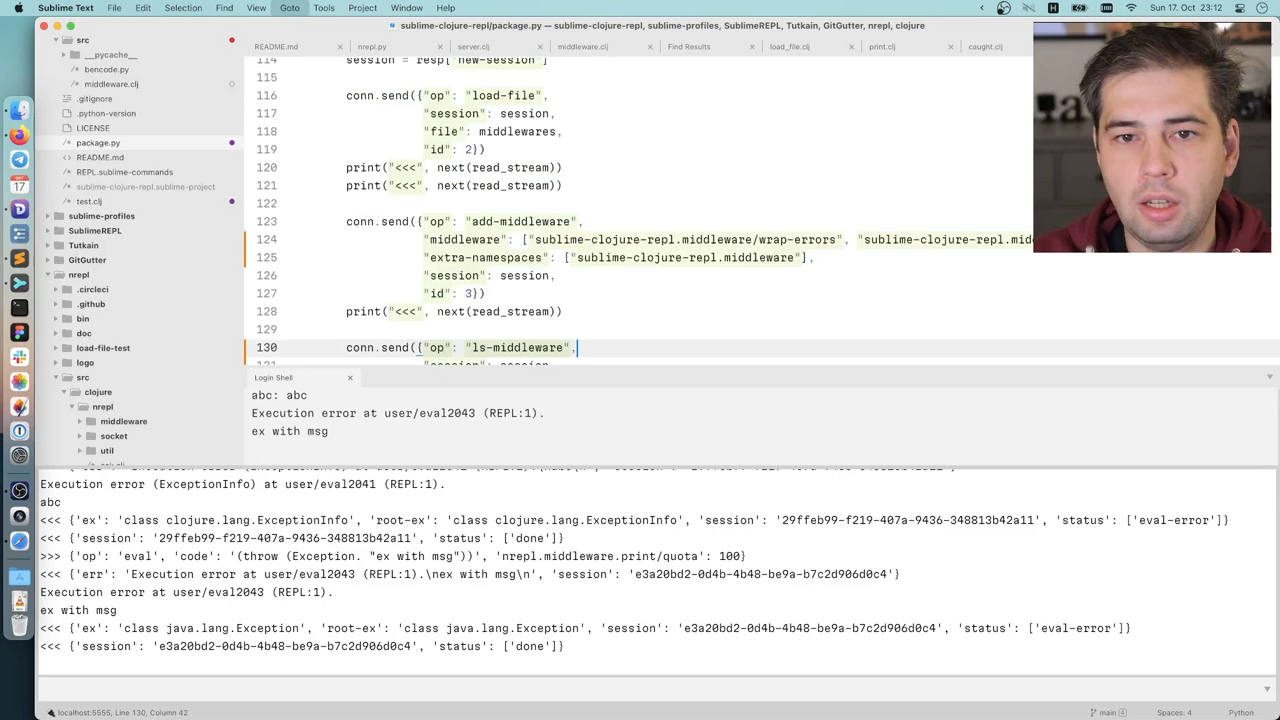 Sublime Text File Edit Selection Find View Goto Tools Project Window Help Sun 17. Oct 23:12
sublime-clojure-repl/package.py — sublime-clojure-repl, sublime-profiles, SublimeREPL, Tutkain, GitGutter, nrepl, clojure
src
__pycache__
bencode.py
middleware.clj
.gitignore
.python-version
LICENSE
package.py
README.md
REPL.sublime-commands
sublime-clojure-repl.sublime-project
test.clj
sublime-profiles
SublimeREPL
Tutkain
GitGutter
nrepl
.circleci
.github
bin
doc
load-file-test
logo
src
clojure
nrepl
middleware
socket
util
README.md nrepl.py server.clj middleware.clj Find Results load_file.clj print.clj caught.clj
114 session = resp["new-session"]
115
116 conn.send({"op": "load-file",
117 "session": session,
118 "file": middlewares,
119 "id": 2})
120 print("<<<", next(read_stream))
121 print("<<<", next(read_stream))
122
123 conn.send({"op": "add-middleware",
124 "middleware": ["sublime-clojure-repl.middleware/wrap-errors", "sublime-clojure-repl.mid
125 "extra-namespaces": ["sublime-clojure-repl.middleware"],
126 "session": session,
127 "id": 3})
128 print("<<<", next(read_stream))
129
130 conn.send({"op": "ls-middleware",
Login Shell
abc: abc
Execution error at user/eval2043 (REPL:1).
ex with msg
Execution error (ExceptionInfo) at user/eval2041 (REPL:1).
abc
<<< {'ex': 'class clojure.lang.ExceptionInfo', 'root-ex': 'class clojure.lang.ExceptionInfo', 'session': '29ffeb99-f219-407a-9436-348813b42a11', 'status': ['eval-error']}
<<< {'session': '29ffeb99-f219-407a-9436-348813b42a11', 'status': ['done']}
>>> {'op': 'eval', 'code': '(throw (Exception. "ex with msg"))', 'nrepl.middleware.print/quota': 100}
<<< {'err': 'Execution error at user/eval2043 (REPL:1).\nex with msg\n', 'session': 'e3a20bd2-0d4b-4b48-be9a-b7c2d906d0c4'}
Execution error at user/eval2043 (REPL:1).
ex with msg
<<< {'ex': 'class java.lang.Exception', 'root-ex': 'class java.lang.Exception', 'session': 'e3a20bd2-0d4b-4b48-be9a-b7c2d906d0c4', 'status': ['eval-error']}
<<< {'session': 'e3a20bd2-0d4b-4b48-be9a-b7c2d906d0c4', 'status': ['done']}
localhost:5555, Line 130, Column 42 main 4 Spaces: 4 Python